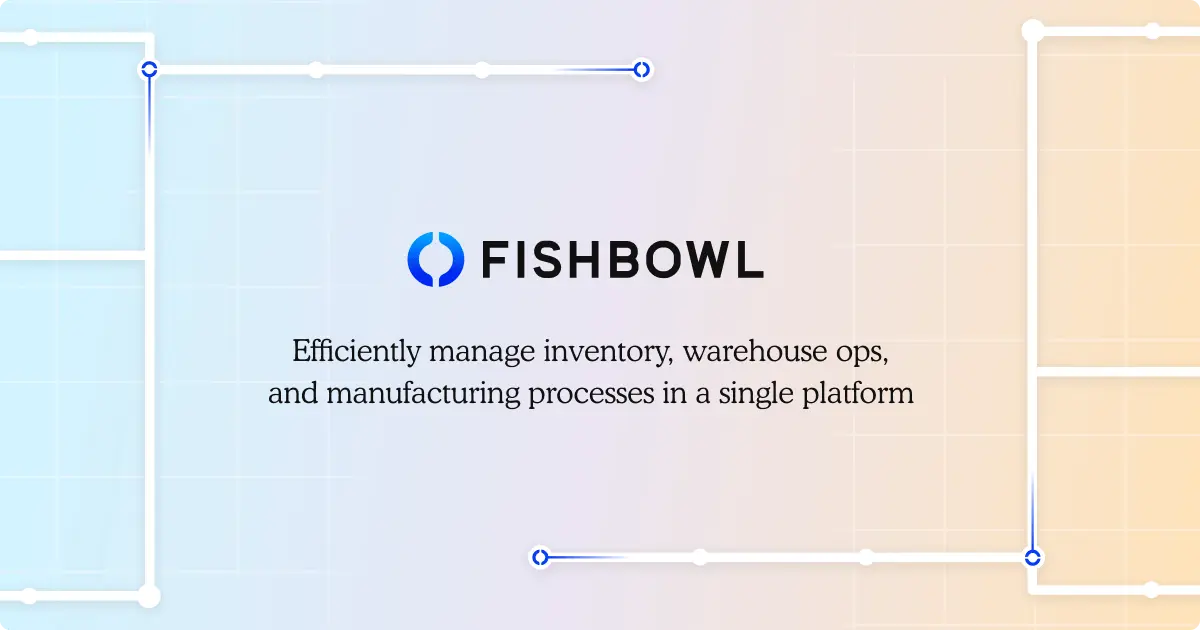 FISHBOWL
Efficiently manage inventory, warehouse ops,
and manufacturing processes in a single platform